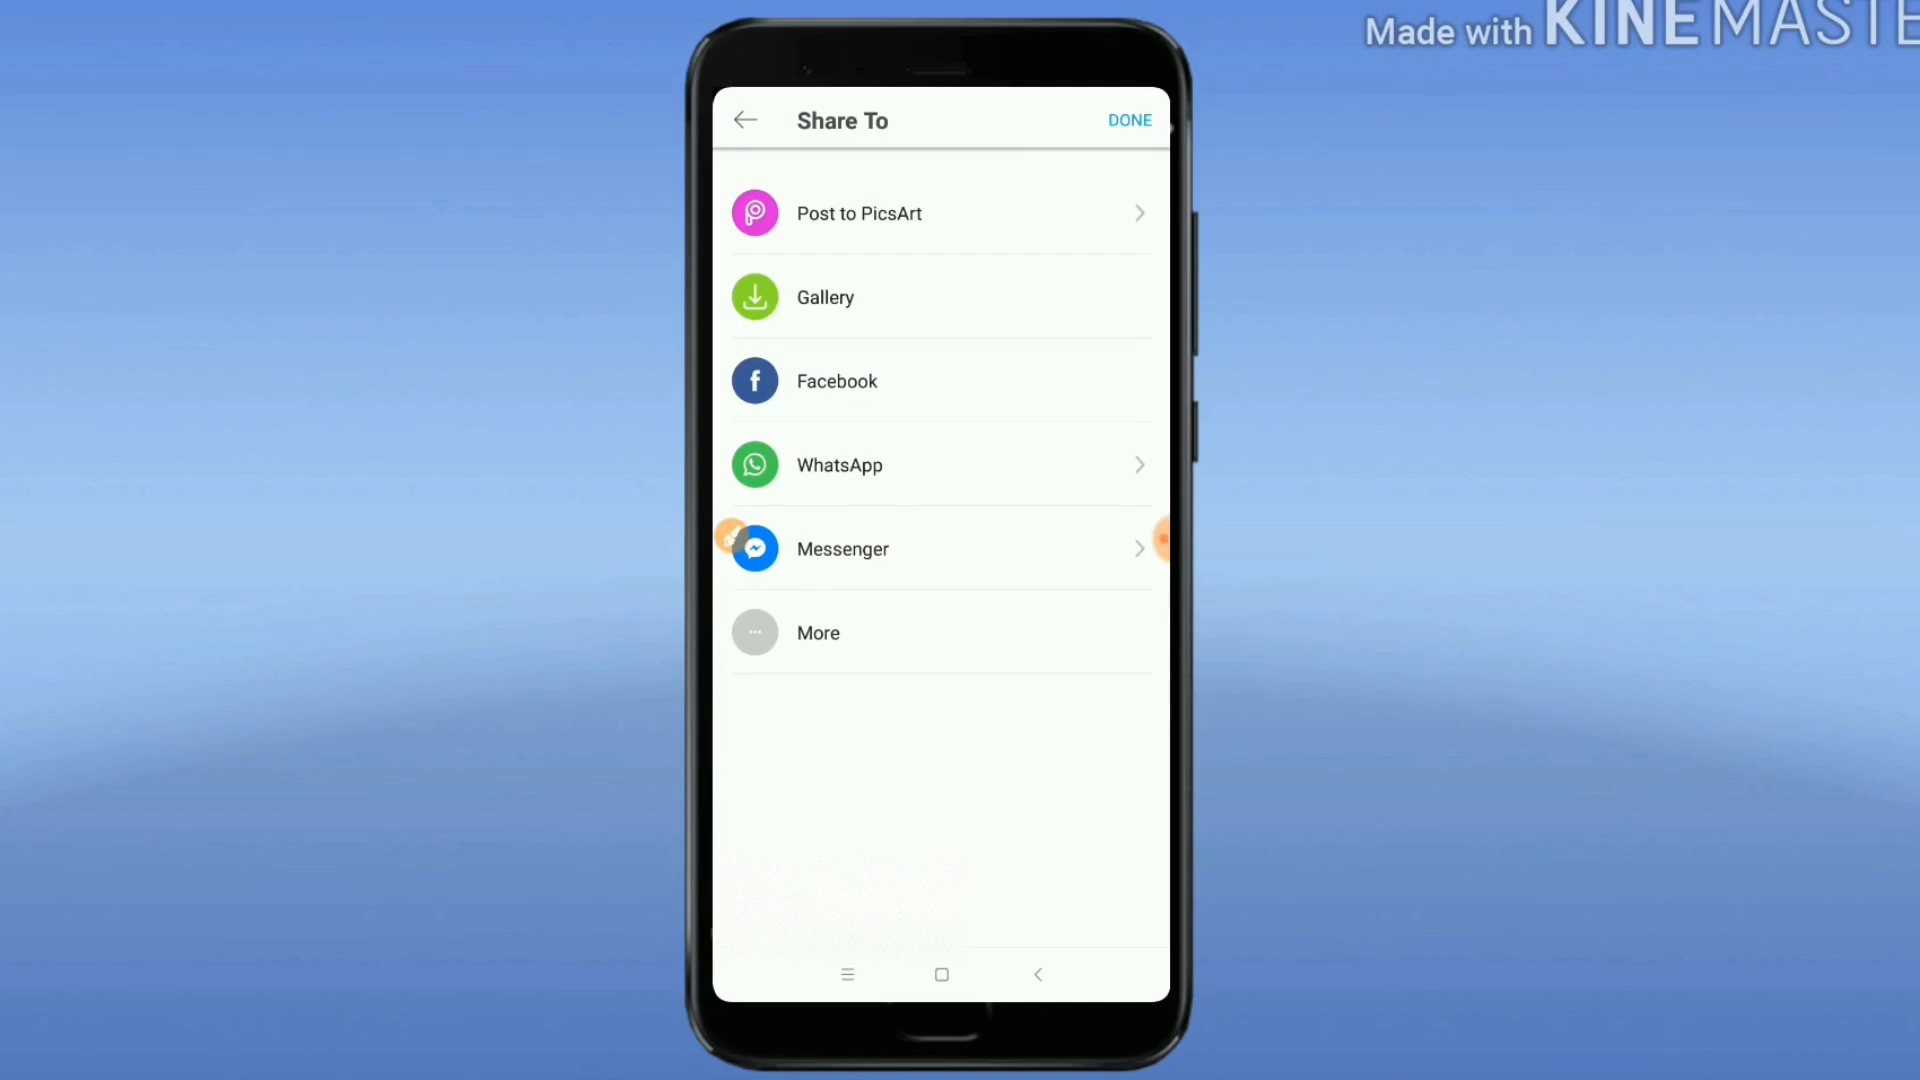 Made with KINEMASTE
Share To
DONE
Post to PicsArt
Gallery
Facebook
WhatsApp
Messenger
More